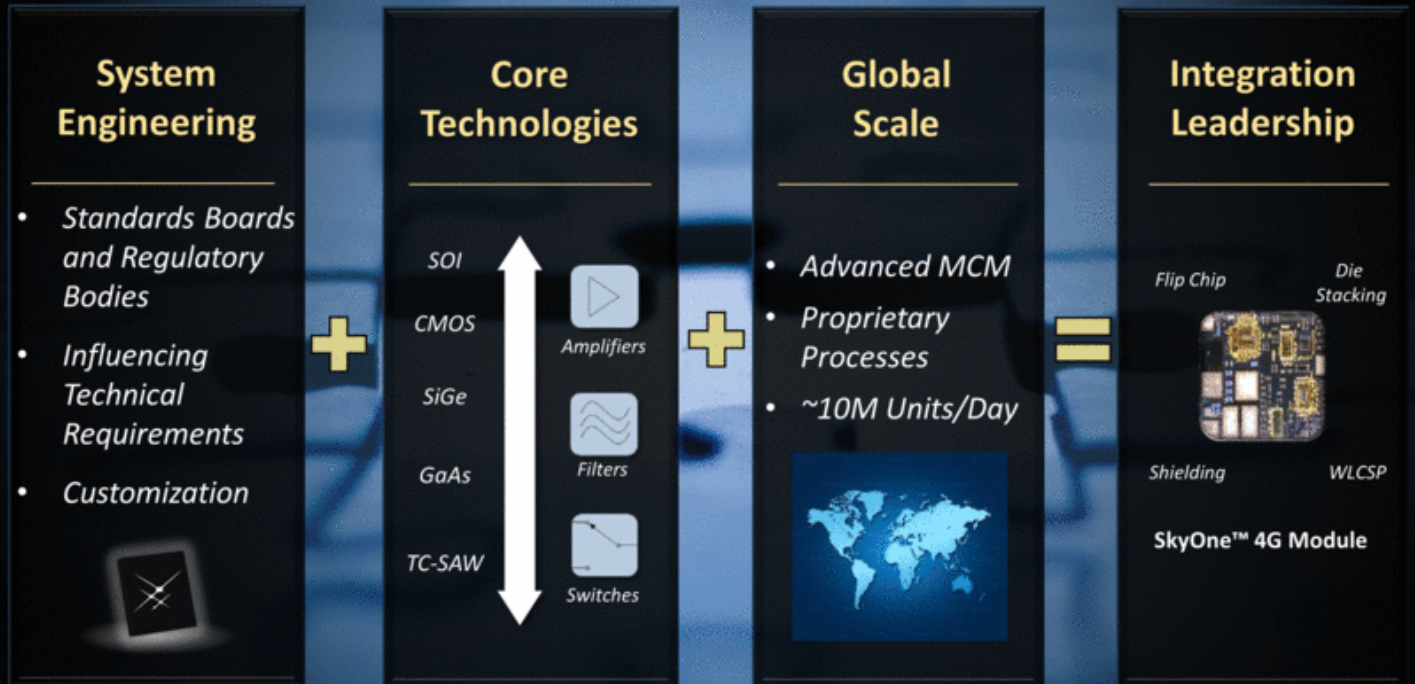 System
Engineering
• Standards Boards
and Regulatory
Bodies
• Influencing
Technical
Requirements
• Customization
Core
Technologies
SOI
CMOS
SiGe
GaAs
TC-SAW
Amplifiers
Filters
Switches
Global
Scale
• Advanced MCM
• Proprietary
Processes
• ~10M Units/Day
Integration
Leadership
Flip Chip
Die
Stacking
Shielding
WLCSP
SkyOne™ 4G Module